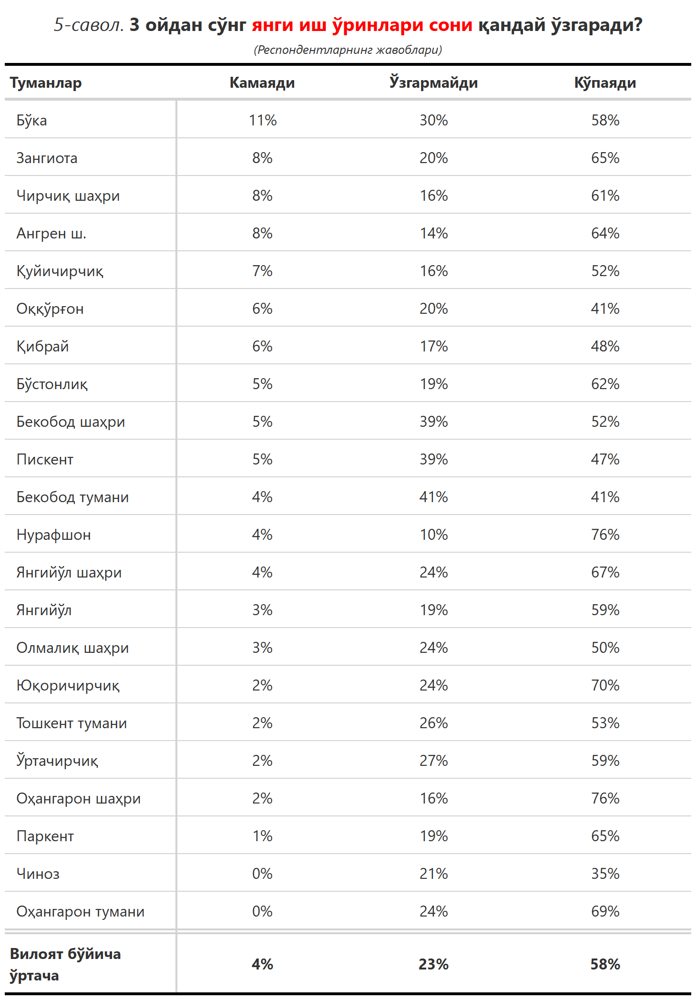 5-савол. 3 ойдан сўнг янги иш ўринлари сони қандай ўзгаради?
(Респондентларнинг жавоблари)
Туманлар Камаяди Ўзгармайди Кўпаяди
Бўка 11% 30% 58%
Зангиота 8% 20% 65%
Чирчиқ шаҳри 8% 16% 61%
Ангрен ш. 8% 14% 64%
Қуйичирчиқ 7% 16% 52%
Оққўрғон 6% 20% 41%
Қибрай 6% 17% 48%
Бўстонлиқ 5% 19% 62%
Бекобод шаҳри 5% 39% 52%
Пискент 5% 39% 47%
Бекобод тумани 4% 41% 41%
Нурафшон 4% 10% 76%
Янгийўл шаҳри 4% 24% 67%
Янгийўл 3% 19% 59%
Олмалиқ шаҳри 3% 24% 50%
Юқоричирчиқ 2% 24% 70%
Тошкент тумани 2% 26% 53%
Ўртачирчиқ 2% 27% 59%
Оҳангарон шаҳри 2% 16% 76%
Паркент 1% 19% 65%
Чиноз 0% 21% 35%
Оҳангарон тумани 0% 24% 69%
Вилоят бўйича
ўртача 4% 23% 58%